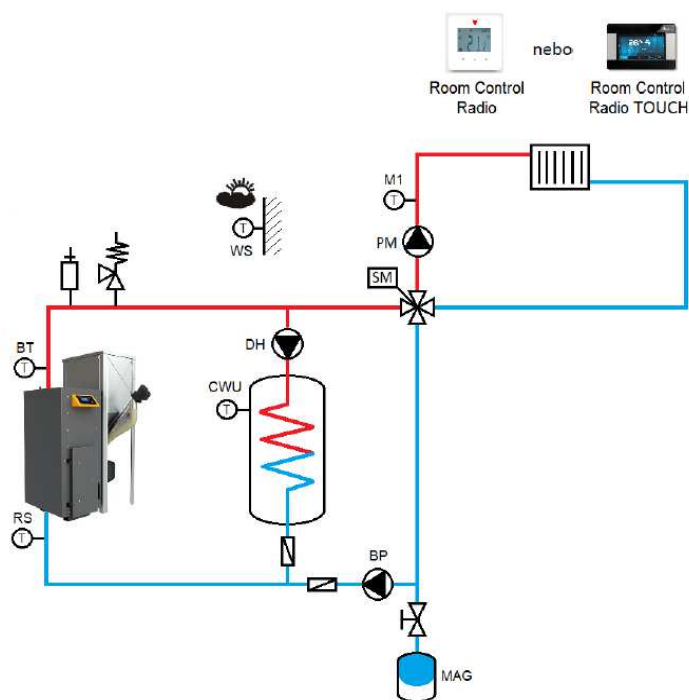 nebo
Room Control
Radio
Room Control
Radio TOUCH
M1
T
T
WS
PM
SM
BT
T
DH
CWU
T
RS
T
BP
MAG